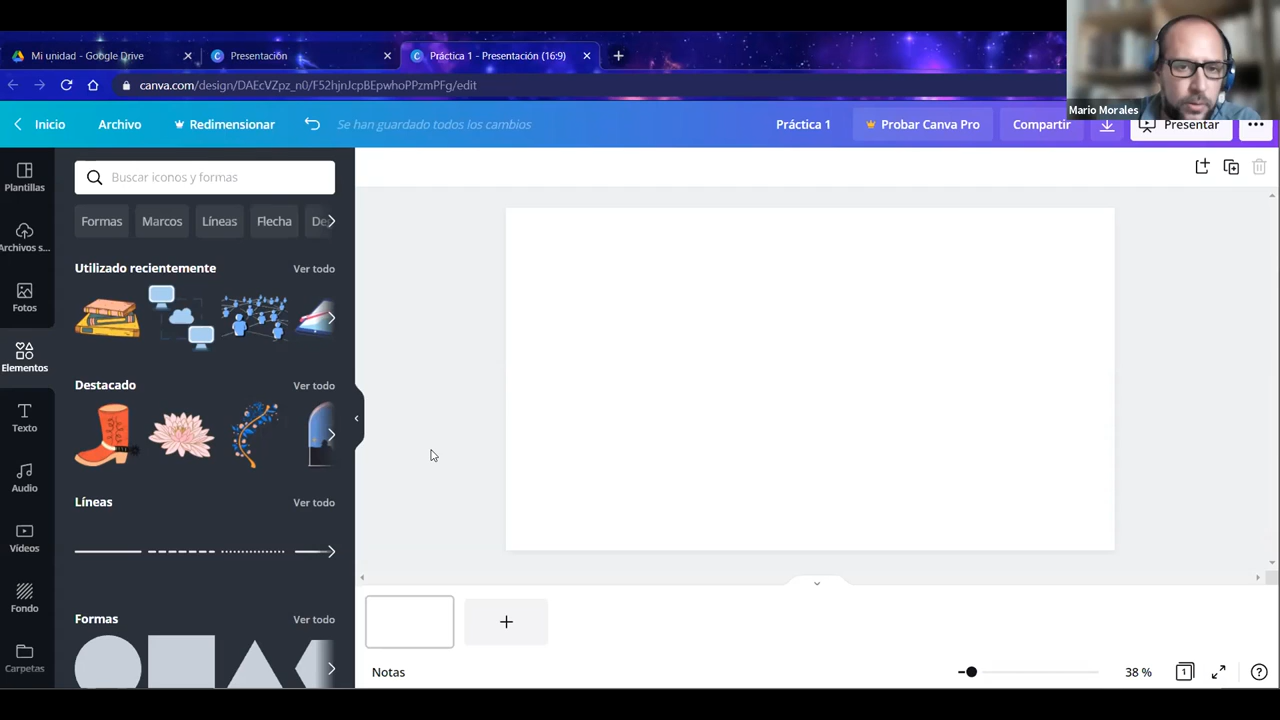 Mi unidad - Google Drive
Presentación
Práctica 1 - Presentación (16:9)
canva.com/design/DAEcVZpz_n0/F52hjnJcpBEpwhoPPzmPFg/edit
Mario Morales
Inicio
Archivo
Redimensionar
Se han guardado todos los cambios
Práctica 1
Probar Canva Pro
Compartir
Presentar
Plantillas
Archivos s...
Fotos
Elementos
Texto
Audio
Vídeos
Fondo
Carpetas
Buscar iconos y formas
Formas
Marcos
Líneas
Flecha
De
Utilizado recientemente
Ver todo
Destacado
Ver todo
Líneas
Ver todo
Formas
Ver todo
Notas
38 %
1